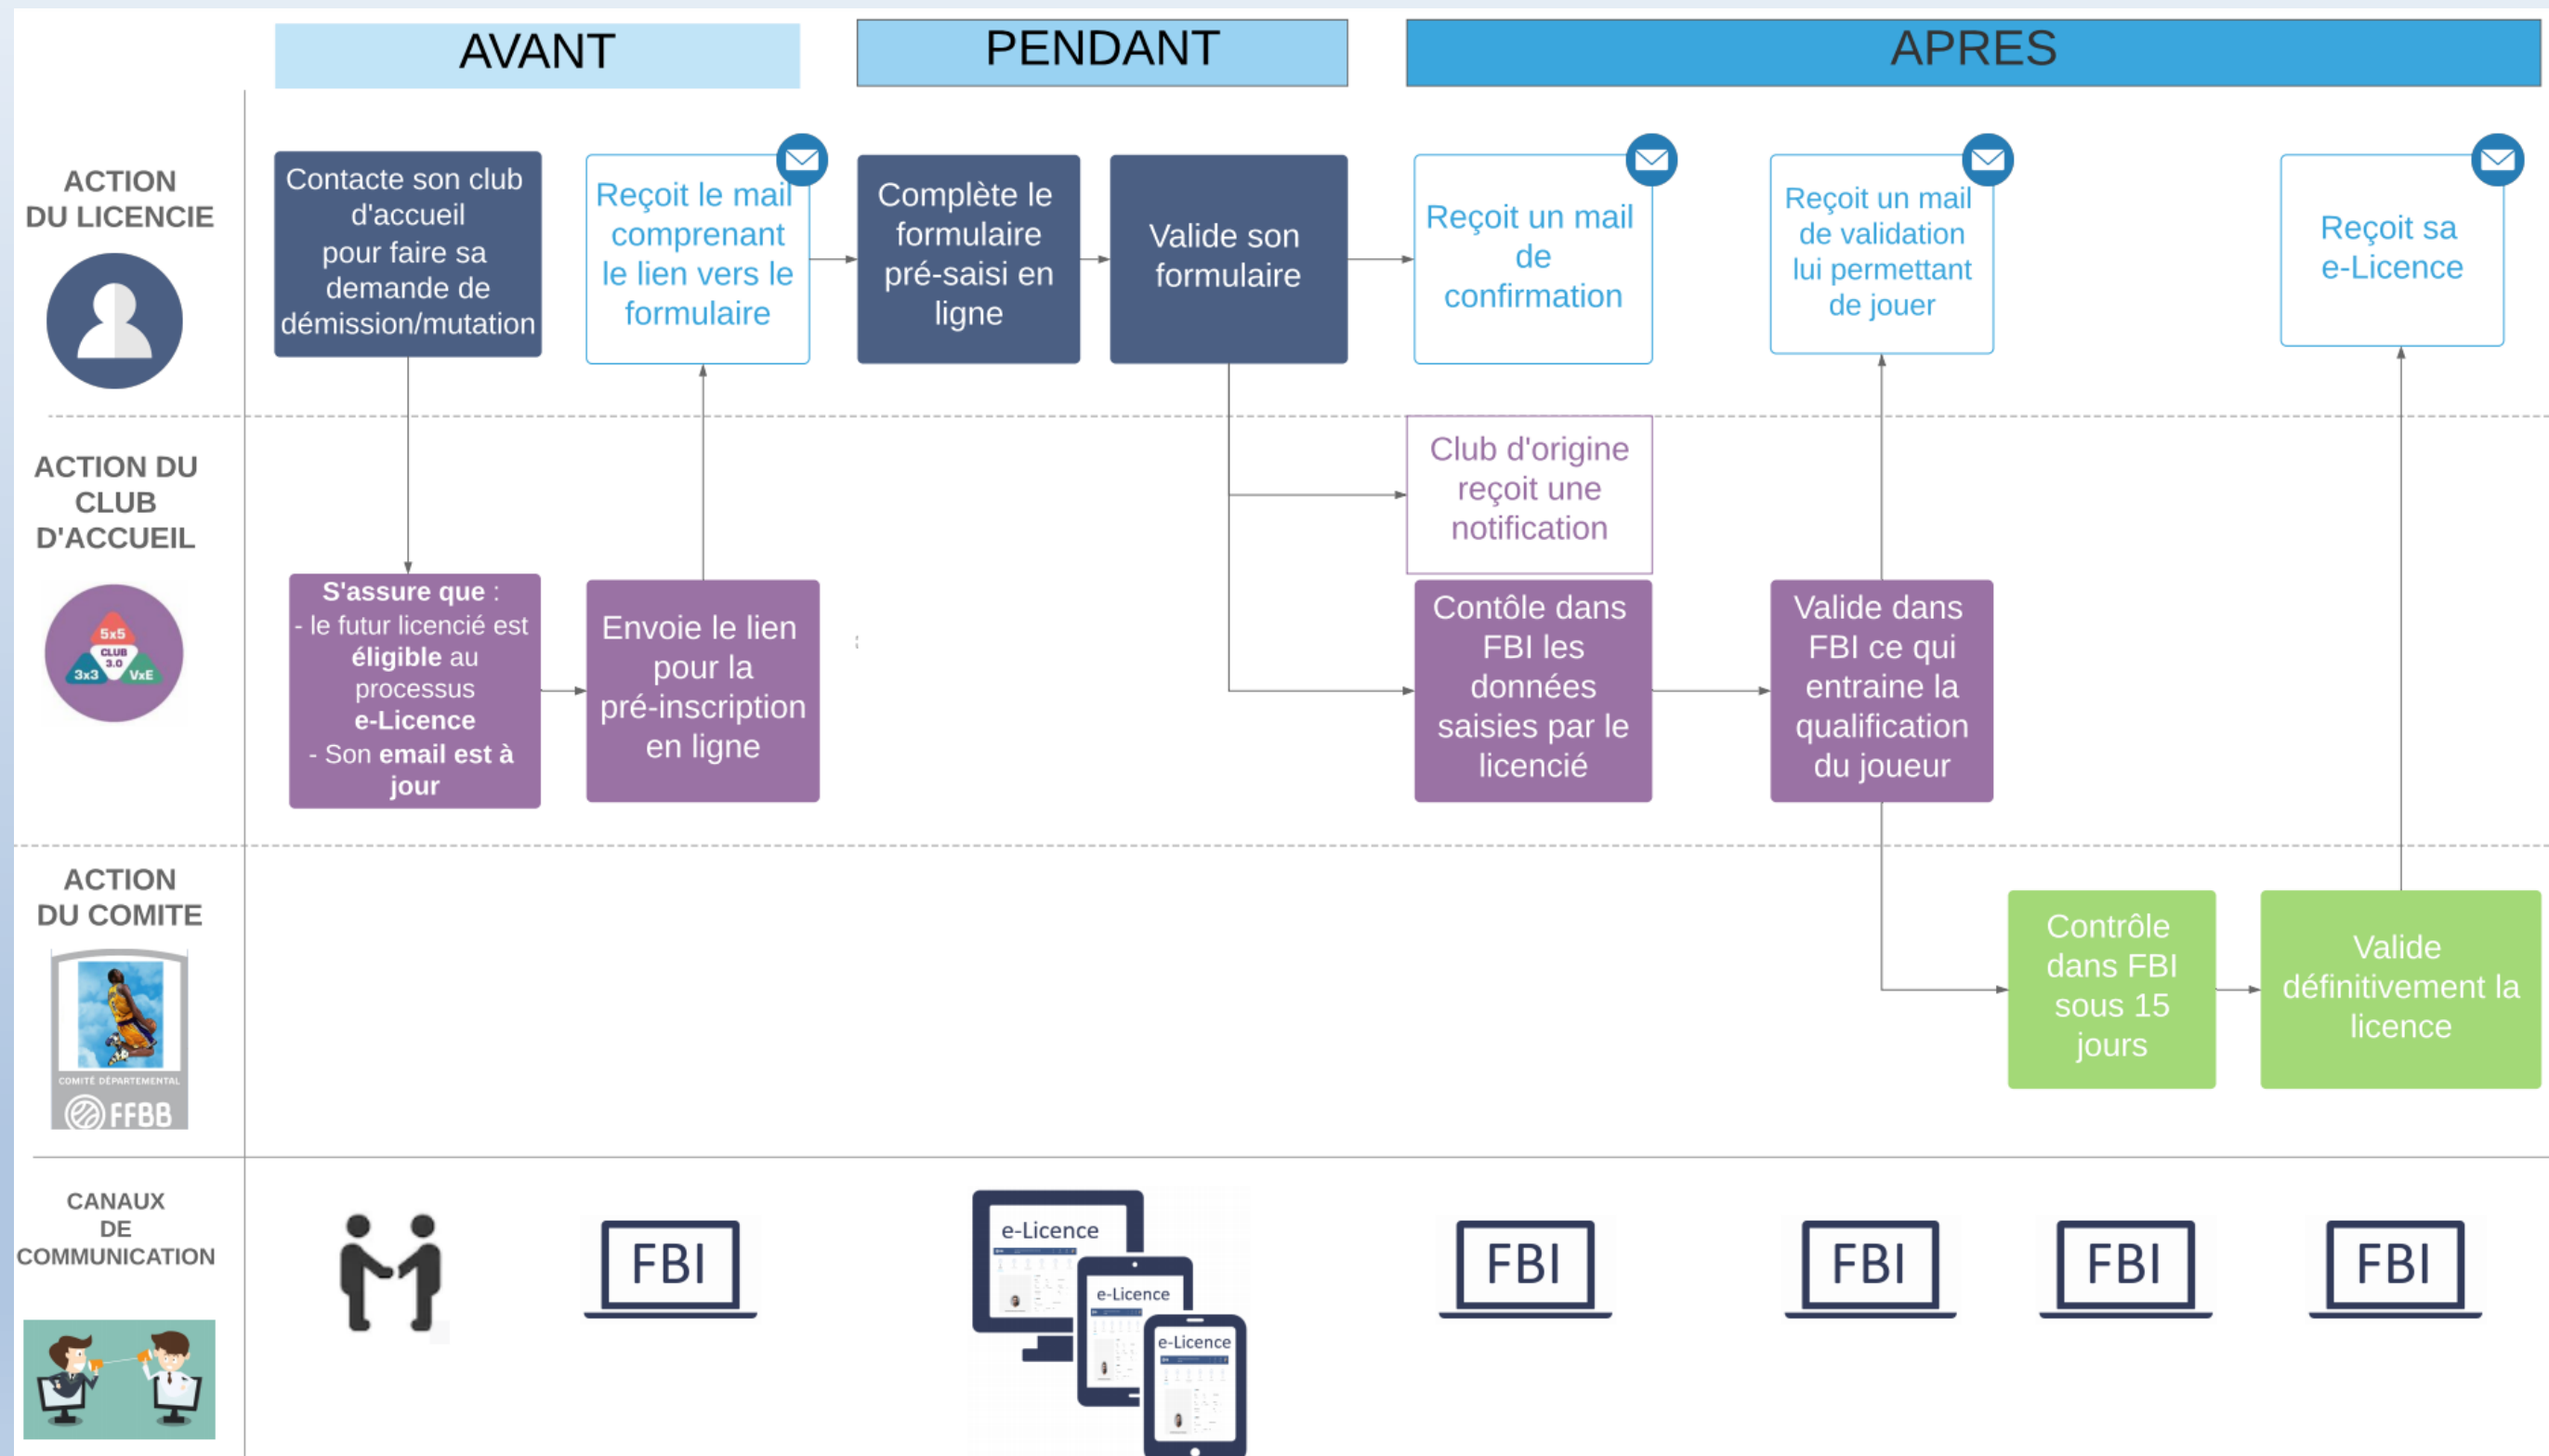 AVANT
PENDANT
APRES
ACTION
DU LICENCIE
Contacte son club
d'accueil
pour faire sa
demande de
démission/mutation
Reçoit le mail
comprenant
le lien vers le
formulaire
Complète le
formulaire
pré-saisi en
ligne
Valide son
formulaire
Reçoit un mail
de
confirmation
Reçoit un mail
de validation
lui permettant
de jouer
Reçoit sa
e-Licence
ACTION DU
CLUB
D'ACCUEIL
5x5
CLUB
3.0
3x3
VxE
S'assure que :
- le futur licencié est
éligible au
processus
e-Licence
- Son email est à
jour
Envoie le lien
pour la
pré-inscription
en ligne
Club d'origine
reçoit une
notification
Contôle dans
FBI les
données
saisies par le
licencié
Valide dans
FBI ce qui
entraine la
qualification
du joueur
ACTION
DU COMITE
COMITÉ DÉPARTEMENTAL
FFBB
Contrôle
dans FBI
sous 15
jours
Valide
définitivement la
licence
CANAUX
DE
COMMUNICATION
FBI
e-Licence
e-Licence
e-Licence
FBI
FBI
FBI
FBI